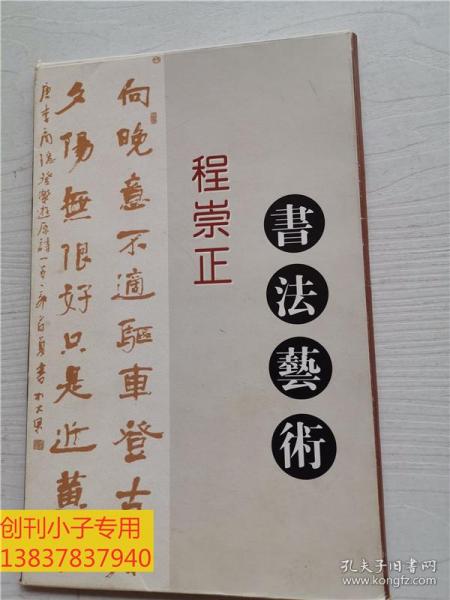 向晚意不適驅車登古
夕陽無限好只是近黃
程崇正
書法藝術
创刊小子专用
13837837940
孔夫子旧书网
www.kongfz.com